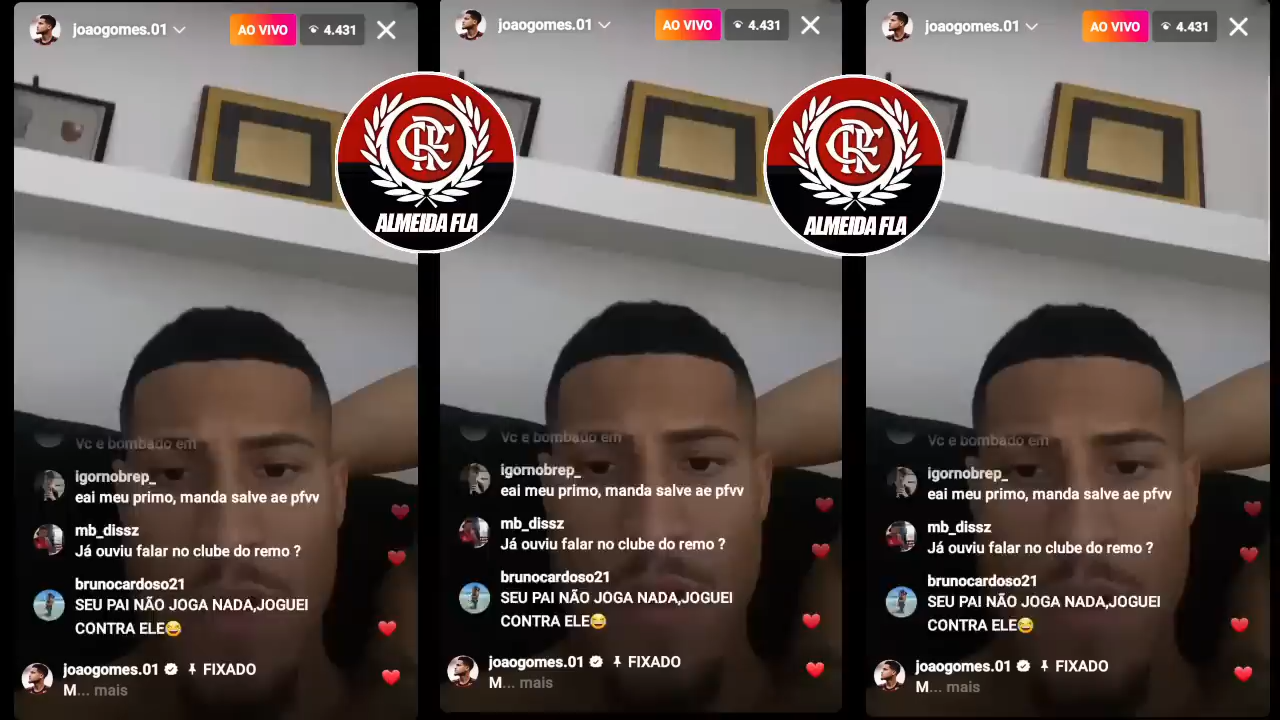 joaogomes.01
AO VIVO
4.431
Vc e bombado em
igornobrep_
eai meu primo, manda salve ae pfvv
mb_dissz
Já ouviu falar no clube do remo ?
brunocardoso21
SEU PAI NÃO JOGA NADA,JOGUEI
CONTRA ELE😂
joaogomes.01 FIXADO
M... mais
CRF
ALMEIDA FLA
joaogomes.01
AO VIVO
4.431
Vc e bombado em
igornobrep_
eai meu primo, manda salve ae pfvv
mb_dissz
Já ouviu falar no clube do remo ?
brunocardoso21
SEU PAI NÃO JOGA NADA,JOGUEI
CONTRA ELE😂
joaogomes.01 FIXADO
M... mais
CRF
ALMEIDA FLA
joaogomes.01
AO VIVO
4.431
Vc e bombado em
igornobrep_
eai meu primo, manda salve ae pfvv
mb_dissz
Já ouviu falar no clube do remo ?
brunocardoso21
SEU PAI NÃO JOGA NADA,JOGUEI
CONTRA ELE😂
joaogomes.01 FIXADO
M... mais